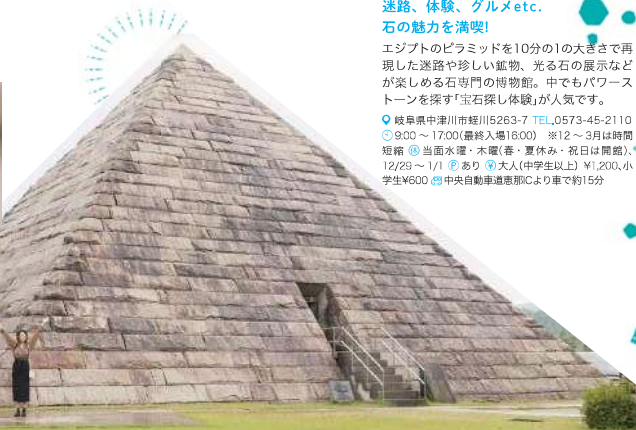 迷路、体験、グルメetc.
石の魅力を満喫!
エジプトのピラミッドを10分の1の大きさで再
現した迷路や珍しい鉱物、光る石の展示など
が楽しめる石専門の博物館。中でもパワース
トーンを探す「宝石探し体験」が人気です。
岐阜県中津川市蛭川5263-7 TEL.0573-45-2110
9:00～17:00(最終入場16:00) ※12～3月は時間
短縮 休 当面水曜・木曜(春・夏休み・祝日は開館)、
12/29～1/1 P あり ¥ 大人(中学生以上) ¥1,200、小
学生¥600 中央自動車道恵那ICより車で約15分